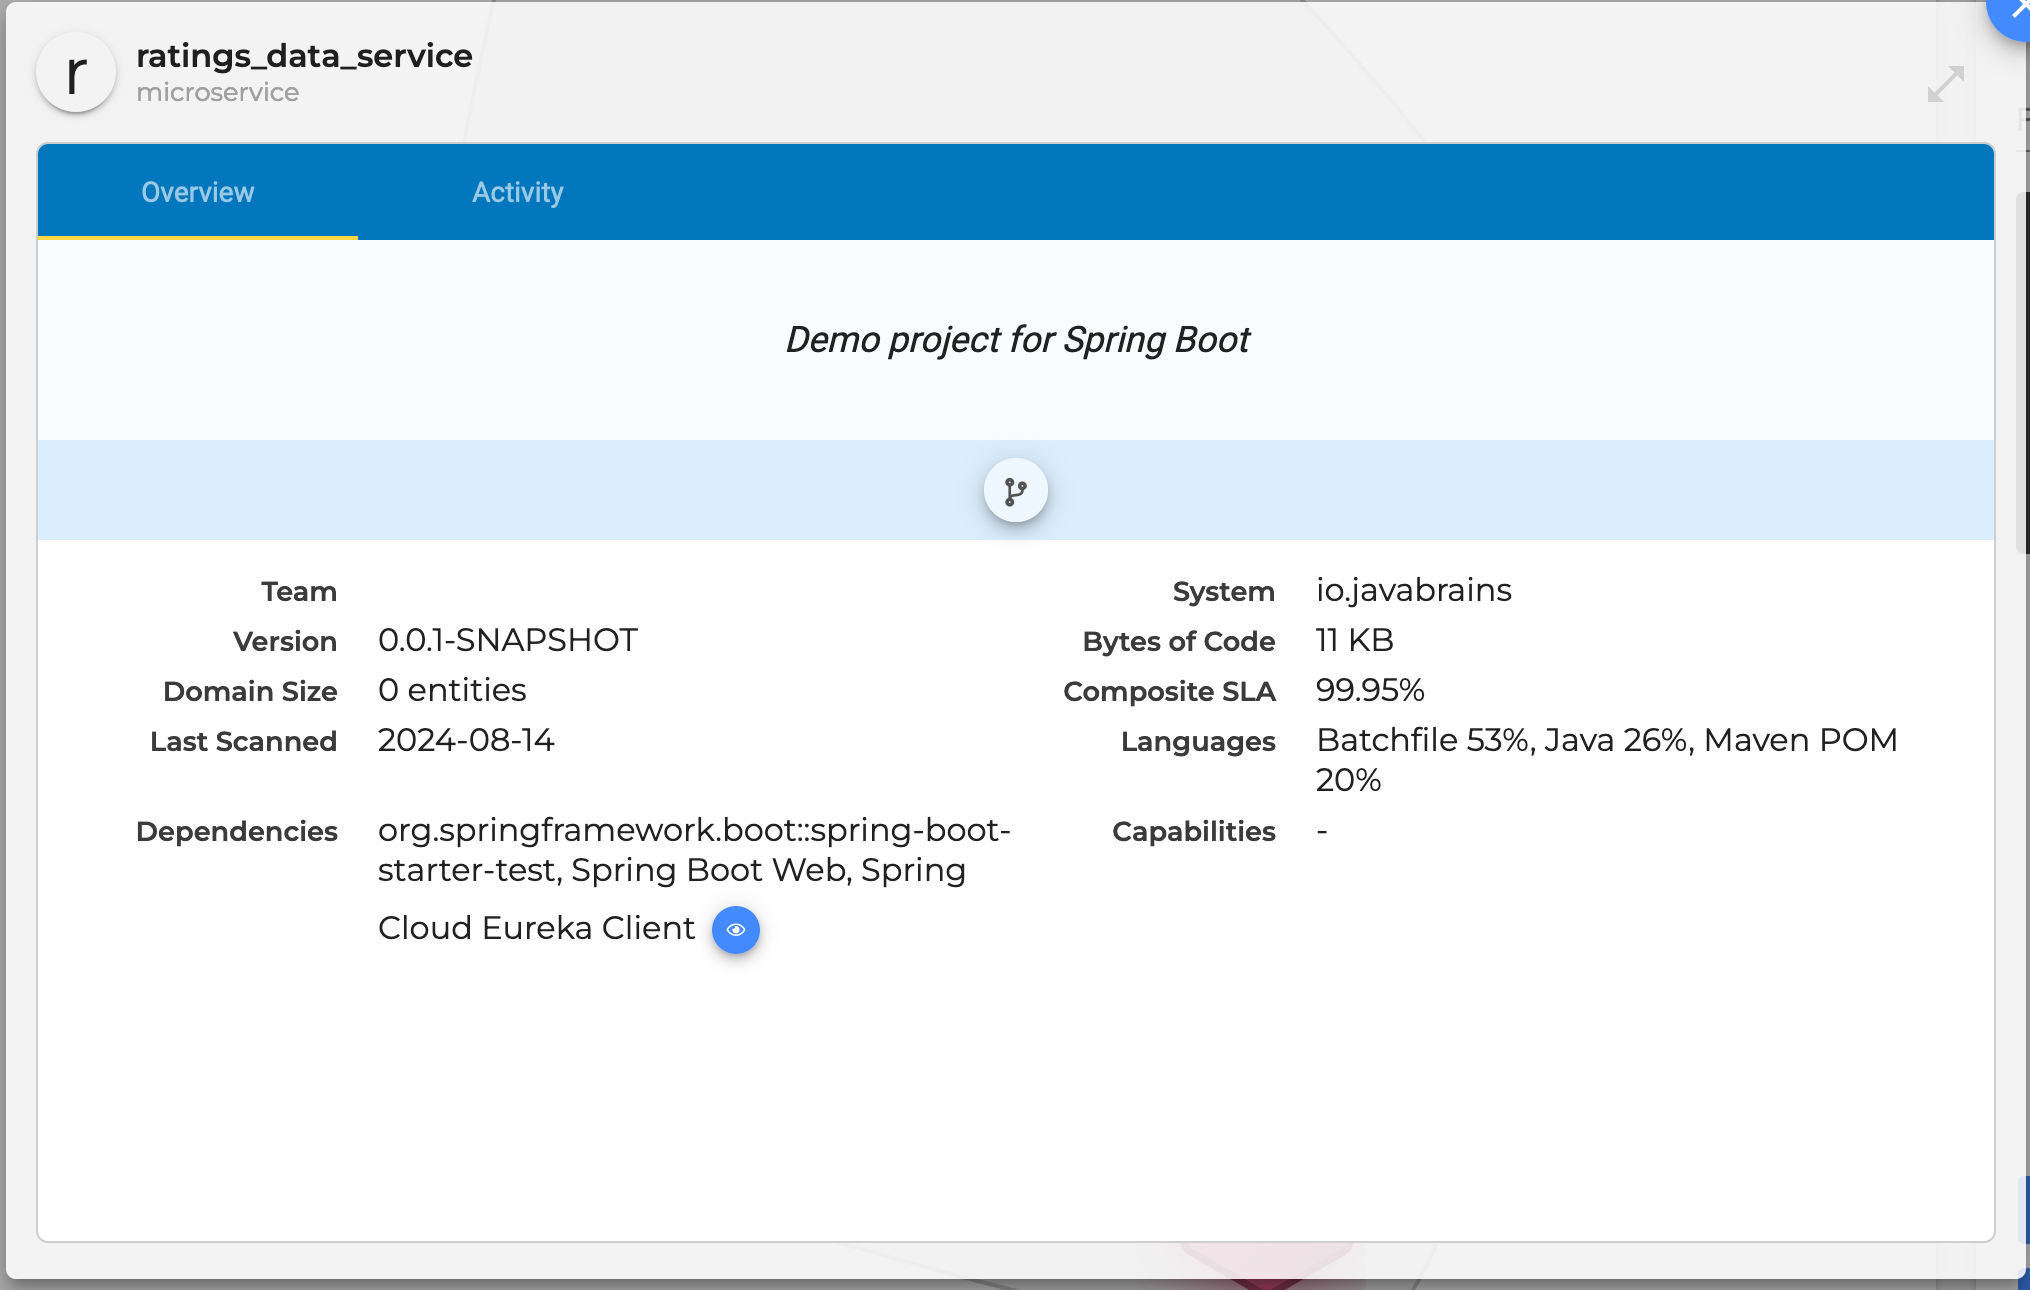 r
ratings_data_service
microservice
Overview
Activity
Demo project for Spring Boot
Team
System io.javabrains
Version 0.0.1-SNAPSHOT
Bytes of Code 11 KB
Domain Size 0 entities
Composite SLA 99.95%
Last Scanned 2024-08-14
Languages Batchfile 53%, Java 26%, Maven POM
20%
Dependencies org.springframework.boot::spring-boot-
starter-test, Spring Boot Web, Spring
Cloud Eureka Client
Capabilities -